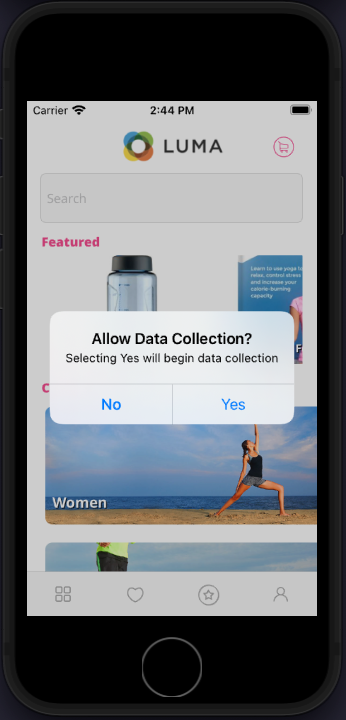 Carrier 2:44 PM
LUMA
Search
Featured
Learn to use yoga to
relax, control stress
and increase your
calorie-burning
capacity
F
Allow Data Collection?
Selecting Yes will begin data collection
C
No Yes
Women